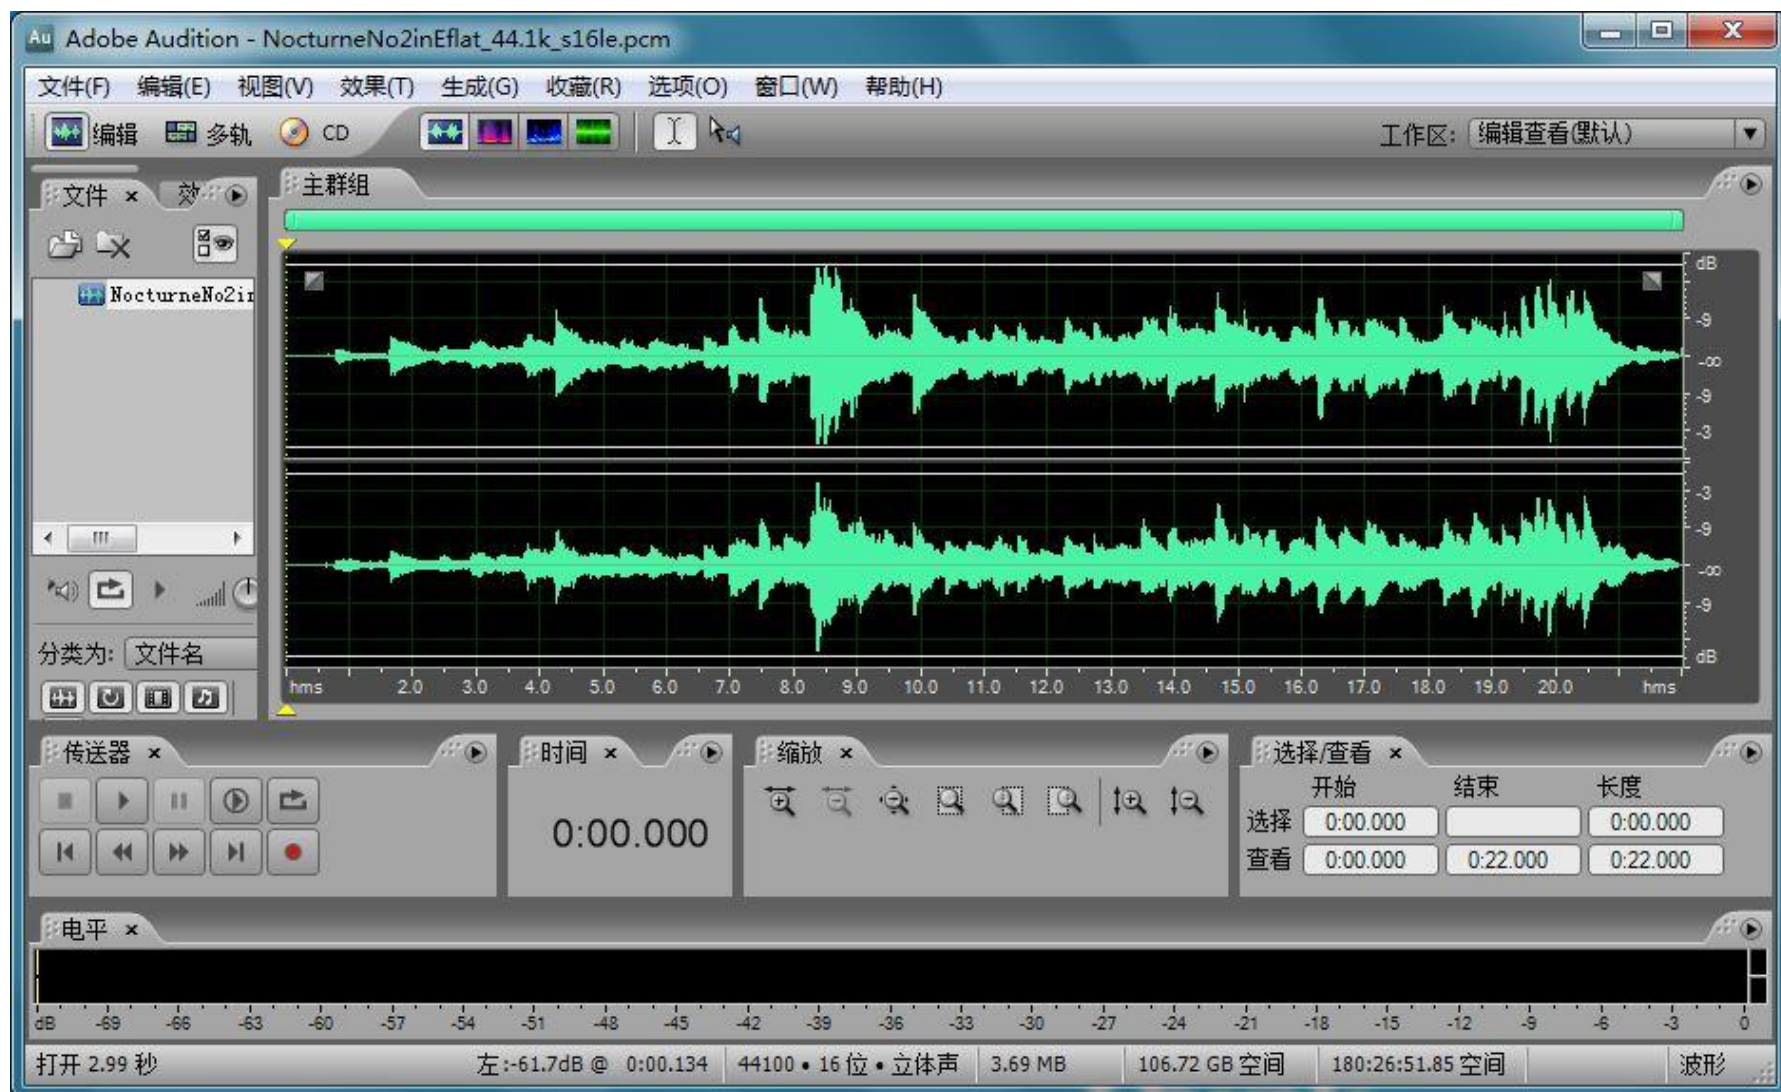 Au Adobe Audition - NocturneNo2inEflat_44.1k_s16le.pcm
文件(F) 编辑(E) 视图(V) 效果(T) 生成(G) 收藏(R) 选项(O) 窗口(W) 帮助(H)
编辑 多轨 CD 工作区: 编辑查看(默认)
文件 × 效 主群组
NocturneNo2in
dB
-9
-∞
-9
-3
-3
-9
-∞
-9
dB
hms 2.0 3.0 4.0 5.0 6.0 7.0 8.0 9.0 10.0 11.0 12.0 13.0 14.0 15.0 16.0 17.0 18.0 19.0 20.0 hms
分类为: 文件名
传送器 × 时间 × 缩放 × 选择/查看 ×
开始 结束 长度
0:00.000
选择 0:00.000 0:00.000
查看 0:00.000 0:22.000 0:22.000
电平 ×
dB -69 -66 -63 -60 -57 -54 -51 -48 -45 -42 -39 -36 -33 -30 -27 -24 -21 -18 -15 -12 -9 -6 -3 0
打开 2.99 秒 左:-61.7dB @ 0:00.134 44100 • 16 位 • 立体声 3.69 MB 106.72 GB 空间 180:26:51.85 空间 波形